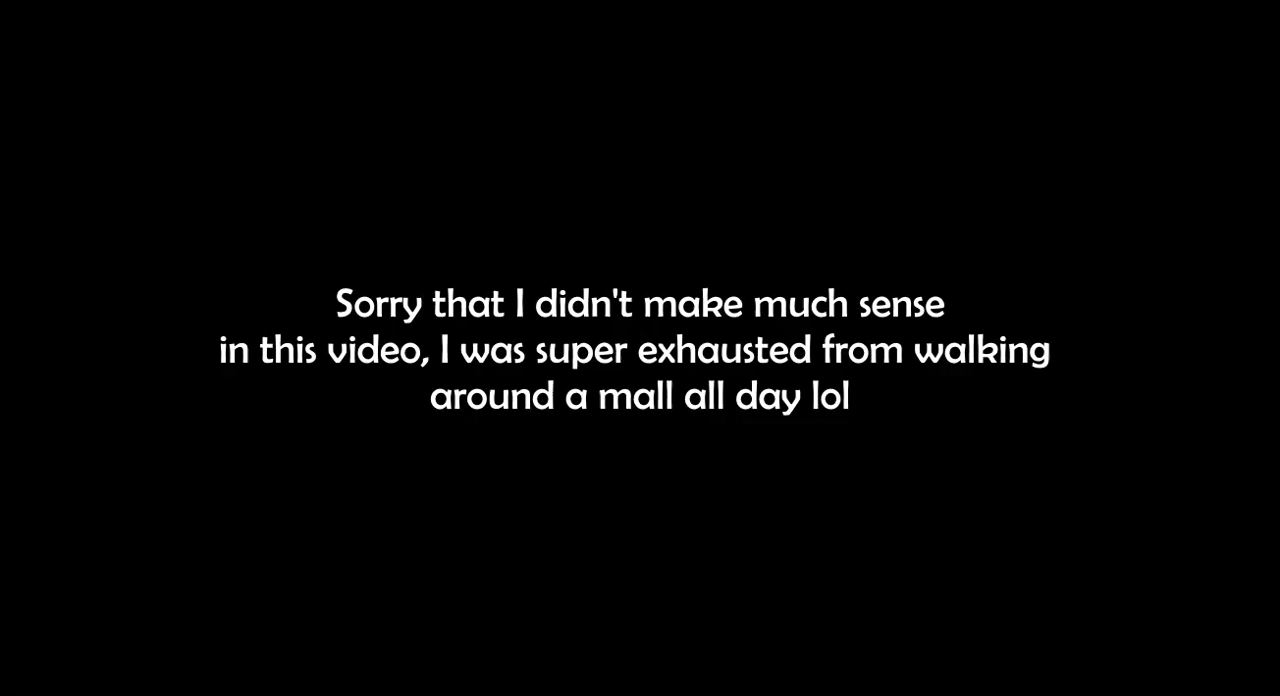 Sorry that I didn't make much sense
in this video, I was super exhausted from walking
around a mall all day lol